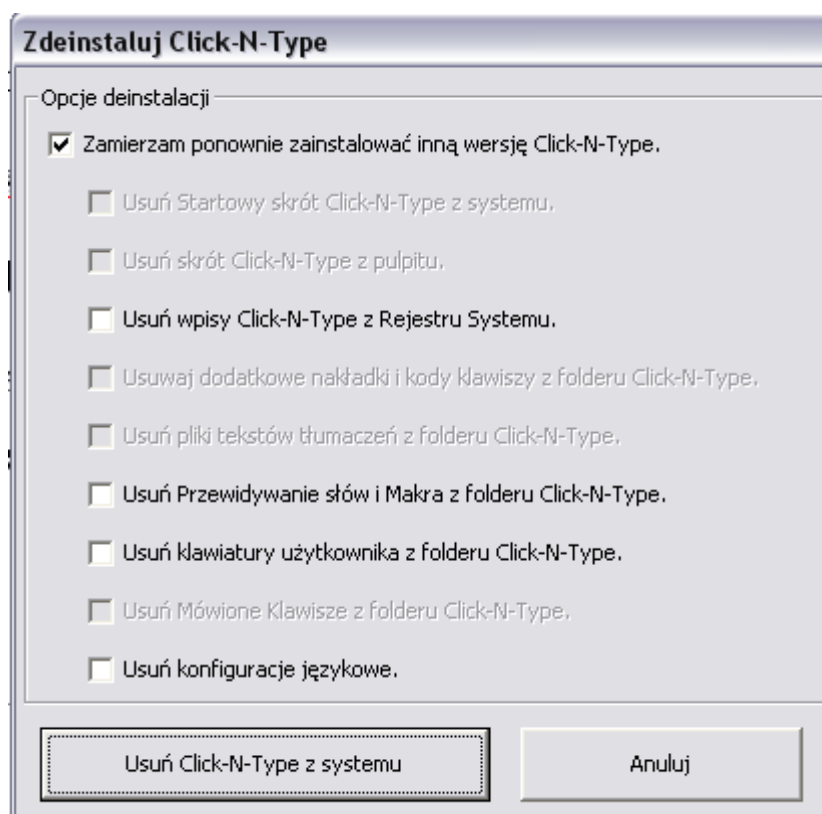 Zdeinstaluj Click-N-Type
Opcje deinstalacji
Zamierzam ponownie zainstalować inną wersję Click-N-Type.
Usuń Startowy skrót Click-N-Type z systemu.
Usuń skrót Click-N-Type z pulpitu.
Usuń wpisy Click-N-Type z Rejestru Systemu.
Usuwaj dodatkowe nakładki i kody klawiszy z folderu Click-N-Type.
Usuń pliki tekstów tłumaczeń z folderu Click-N-Type.
Usuń Przewidywanie słów i Makra z folderu Click-N-Type.
Usuń klawiatury użytkownika z folderu Click-N-Type.
Usuń Mówione Klawisze z folderu Click-N-Type.
Usuń konfiguracje językowe.
Usuń Click-N-Type z systemu
Anuluj